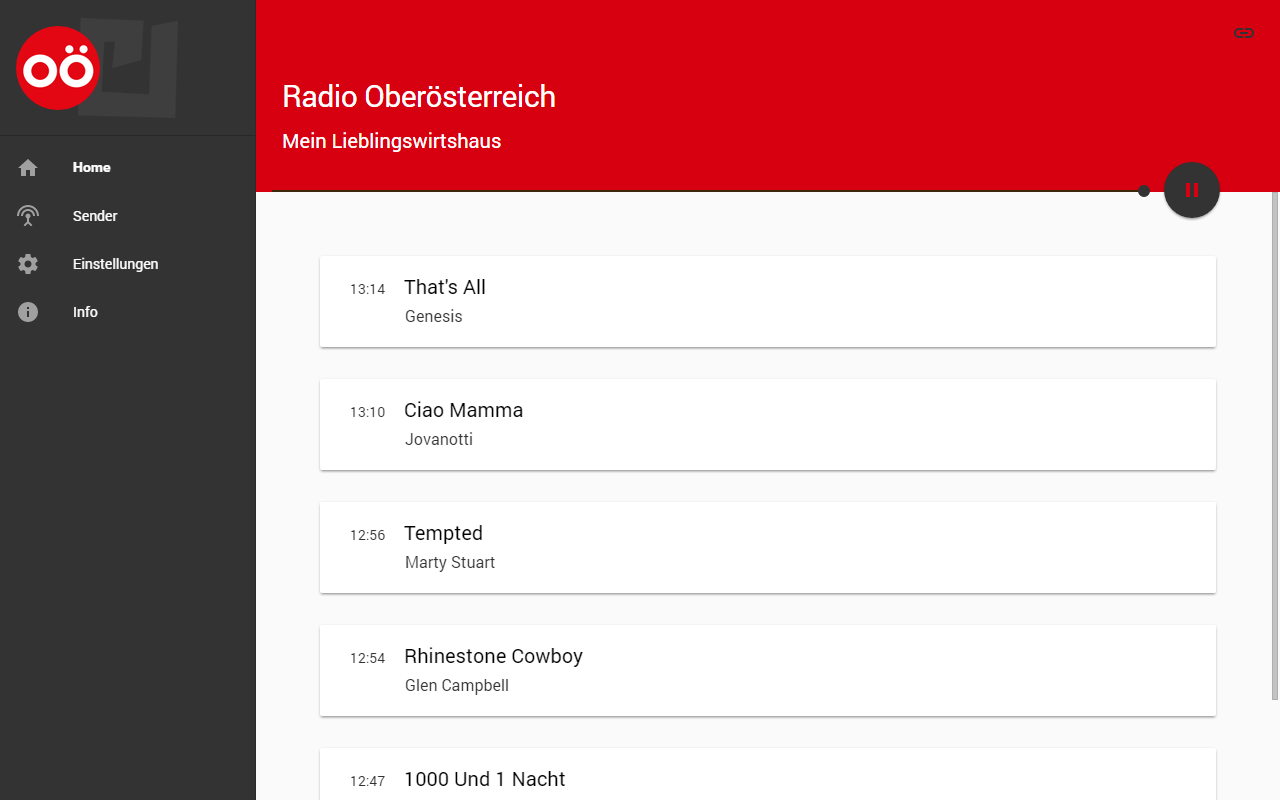 oö
Home
Sender
Einstellungen
Info
Radio Oberösterreich
Mein Lieblingswirtshaus
13:14 That's All
Genesis
13:10 Ciao Mamma
Jovanotti
12:56 Tempted
Marty Stuart
12:54 Rhinestone Cowboy
Glen Campbell
12:47 1000 Und 1 Nacht